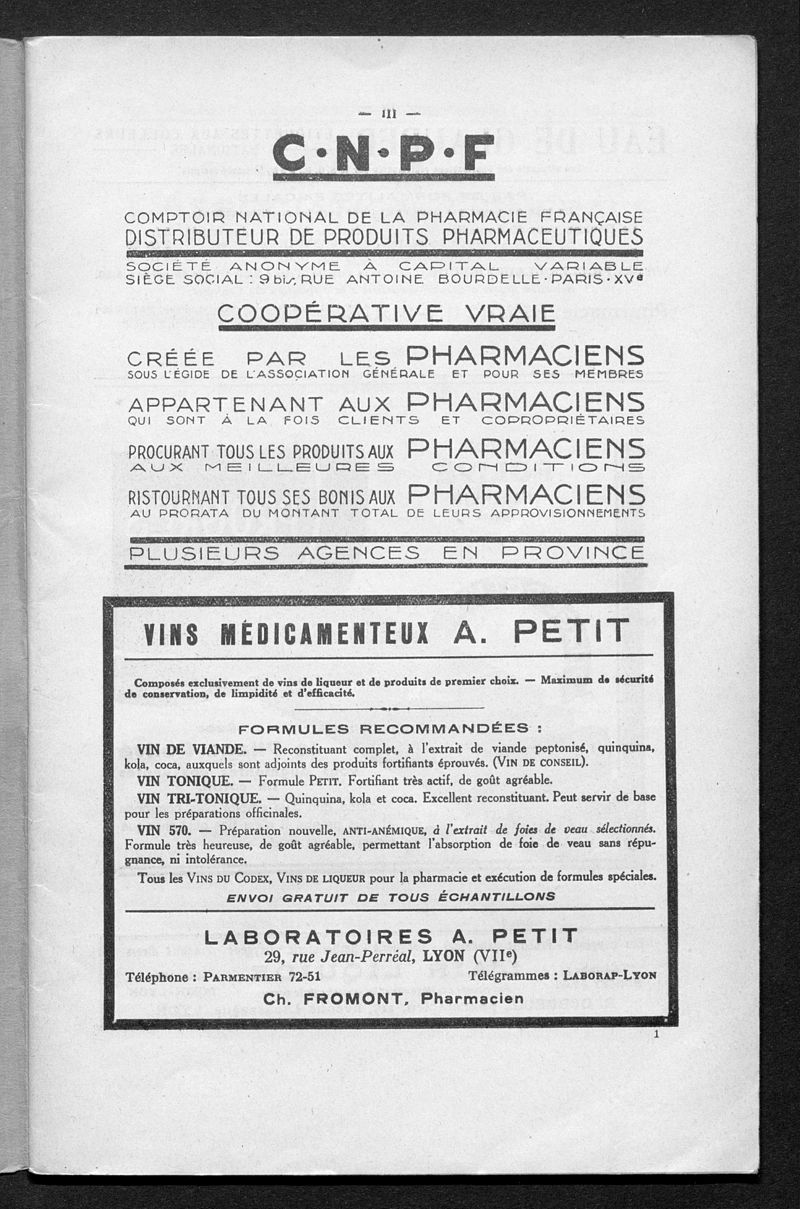 — III —
C·N·P·F
COMPTOIR NATIONAL DE LA PHARMACIE FRANÇAISE
DISTRIBUTEUR DE PRODUITS PHARMACEUTIQUES
SOCIÉTÉ ANONYME À CAPITAL VARIABLE
SIÈGE SOCIAL : 9 bis, RUE ANTOINE BOURDELLE · PARIS · XVe
COOPÉRATIVE VRAIE
CRÉÉE PAR LES PHARMACIENS
SOUS L'ÉGIDE DE L'ASSOCIATION GÉNÉRALE ET POUR SES MEMBRES
APPARTENANT AUX PHARMACIENS
QUI SONT À LA FOIS CLIENTS ET COPROPRIÉTAIRES
PROCURANT TOUS LES PRODUITS AUX PHARMACIENS
AUX MEILLEURES CONDITIONS
RISTOURNANT TOUS SES BONIS AUX PHARMACIENS
AU PRORATA DU MONTANT TOTAL DE LEURS APPROVISIONNEMENTS
PLUSIEURS AGENCES EN PROVINCE
VINS MÉDICAMENTEUX A. PETIT
Composés exclusivement de vins de liqueur et de produits de premier choix. — Maximum de sécurité
de conservation, de limpidité et d'efficacité.
FORMULES RECOMMANDÉES :
VIN DE VIANDE. — Reconstituant complet, à l'extrait de viande peptonisé, quinquina,
kola, coca, auxquels sont adjoints des produits fortifiants éprouvés. (VIN DE CONSEIL).
VIN TONIQUE. — Formule PETIT. Fortifiant très actif, de goût agréable.
VIN TRI-TONIQUE. — Quinquina, kola et coca. Excellent reconstituant. Peut servir de base
pour les préparations officinales.
VIN 570. — Préparation nouvelle, ANTI-ANÉMIQUE, à l'extrait de foies de veau sélectionnés.
Formule très heureuse, de goût agréable, permettant l'absorption de foie de veau sans répu-
gnance, ni intolérance.
Tous les VINS DU CODEX, VINS DE LIQUEUR pour la pharmacie et exécution de formules spéciales.
ENVOI GRATUIT DE TOUS ÉCHANTILLONS
LABORATOIRES A. PETIT
29, rue Jean-Perréal, LYON (VIIe)
Téléphone : PARMENTIER 72-51 Télégrammes : LABORAP-LYON
Ch. FROMONT, Pharmacien
1